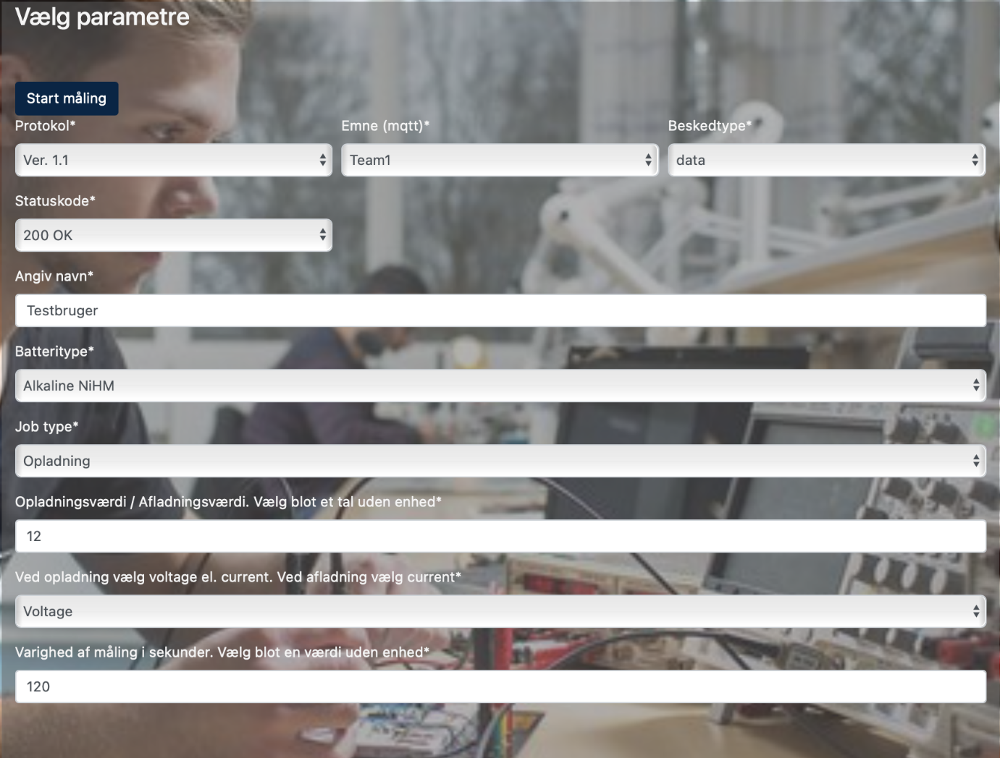 Vælg parametre
Start måling
Protokol*
Emne (mqtt)*
Beskedtype*
Ver. 1.1
Team1
data
Statuskode*
200 OK
Angiv navn*
Testbruger
Batteritype*
Alkaline NiHM
Job type*
Opladning
Opladningsværdi / Afladningsværdi. Vælg blot et tal uden enhed*
12
Ved opladning vælg voltage el. current. Ved afladning vælg current*
Voltage
Varighed af måling i sekunder. Vælg blot en værdi uden enhed*
120